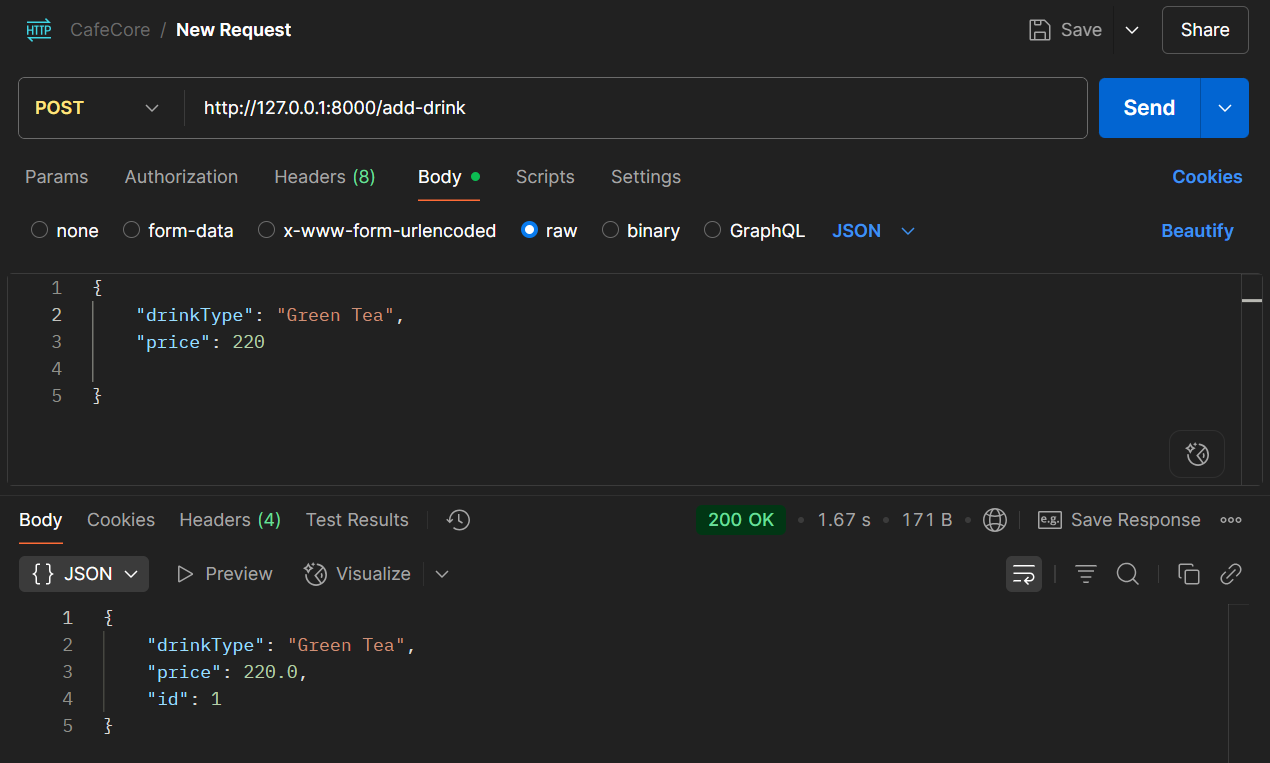 HTTP CafeCore / New Request Save Share
POST http://127.0.0.1:8000/add-drink Send
Params Authorization Headers (8) Body Scripts Settings Cookies
none form-data x-www-form-urlencoded raw binary GraphQL JSON Beautify
1 {
2 "drinkType": "Green Tea",
3 "price": 220
4
5 }
Body Cookies Headers (4) Test Results 200 OK • 1.67 s • 171 B • e.g. Save Response
{} JSON Preview Visualize
1 {
2 "drinkType": "Green Tea",
3 "price": 220.0,
4 "id": 1
5 }